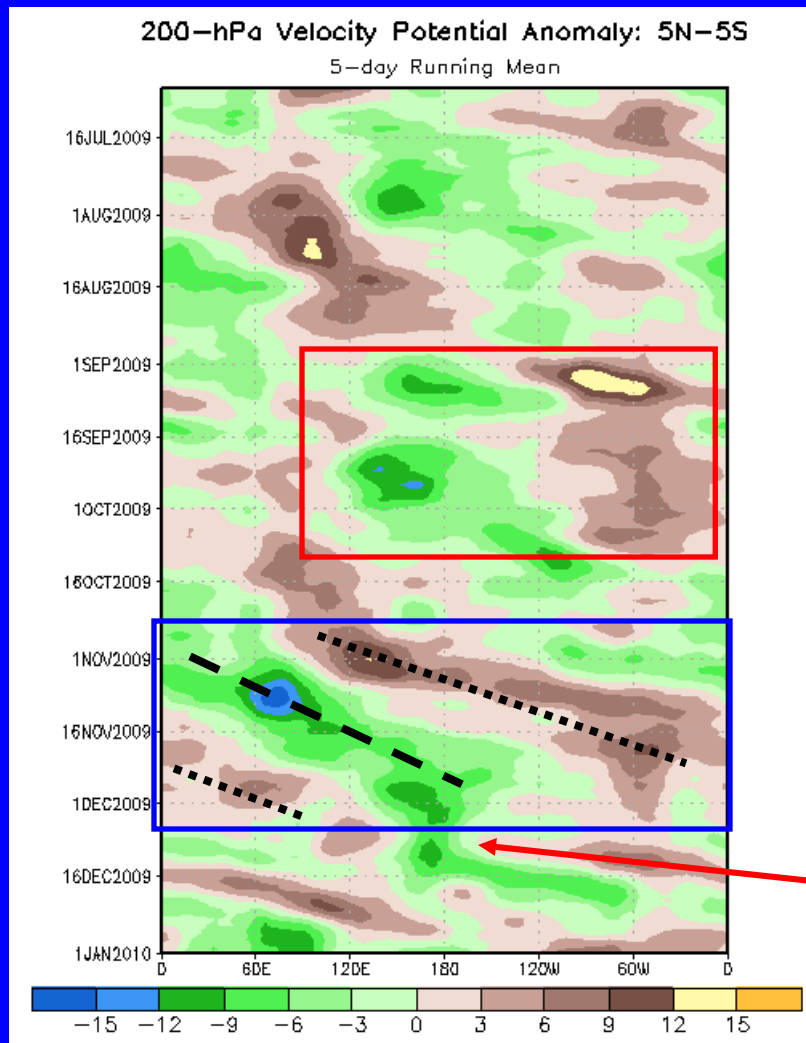 200-hPa Velocity Potential Anomaly: 5N-5S
5-day Running Mean
16JUL2009
1AUG2009
16AUG2009
1SEP2009
16SEP2009
1OCT2009
16OCT2009
1NOV2009
16NOV2009
1DEC2009
16DEC2009
1JAN2010
0 60E 120E 180 120W 60W 0
-15 -12 -9 -6 -3 0 3 6 9 12 15